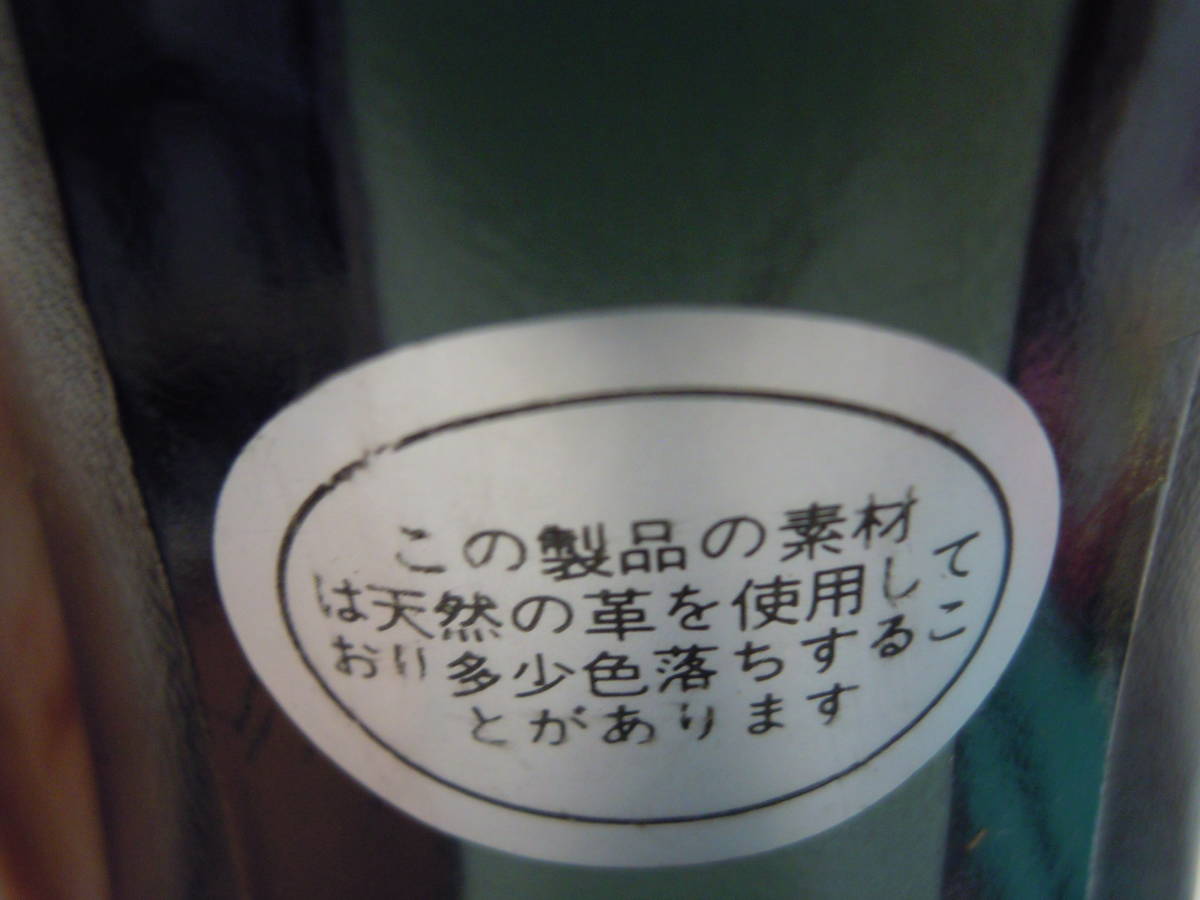 この製品の素材
は天然の革を使用して
おり多少色落ちするこ
とがあります